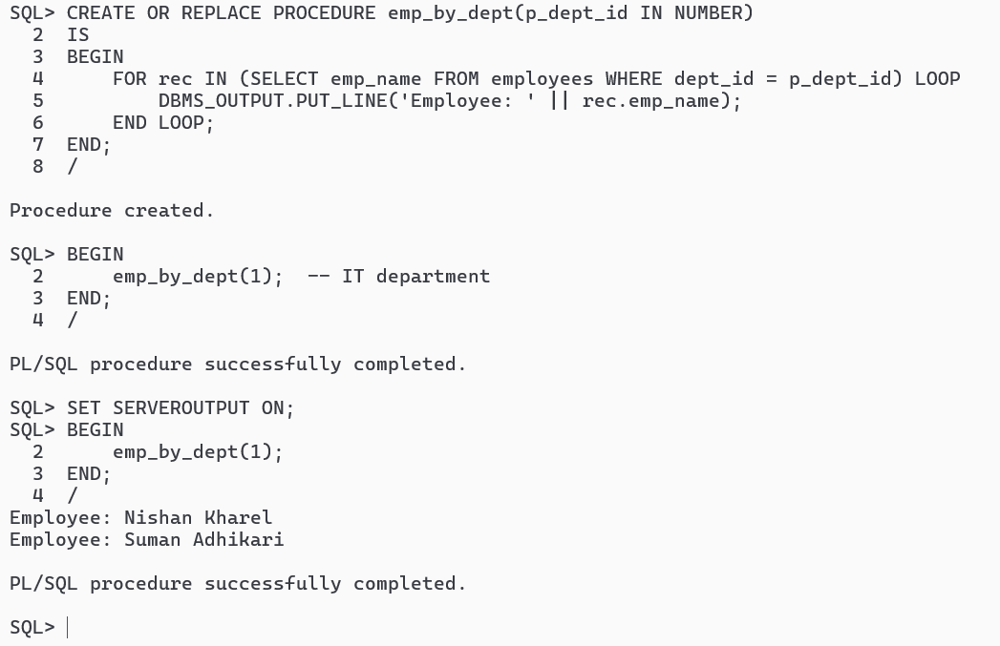 SQL> CREATE OR REPLACE PROCEDURE emp_by_dept(p_dept_id IN NUMBER)
  2  IS
  3  BEGIN
  4      FOR rec IN (SELECT emp_name FROM employees WHERE dept_id = p_dept_id) LOOP
  5          DBMS_OUTPUT.PUT_LINE('Employee: ' || rec.emp_name);
  6      END LOOP;
  7  END;
  8  /

Procedure created.

SQL> BEGIN
  2      emp_by_dept(1);  -- IT department
  3  END;
  4  /

PL/SQL procedure successfully completed.

SQL> SET SERVEROUTPUT ON;
SQL> BEGIN
  2      emp_by_dept(1);
  3  END;
  4  /
Employee: Nishan Kharel
Employee: Suman Adhikari

PL/SQL procedure successfully completed.

SQL>